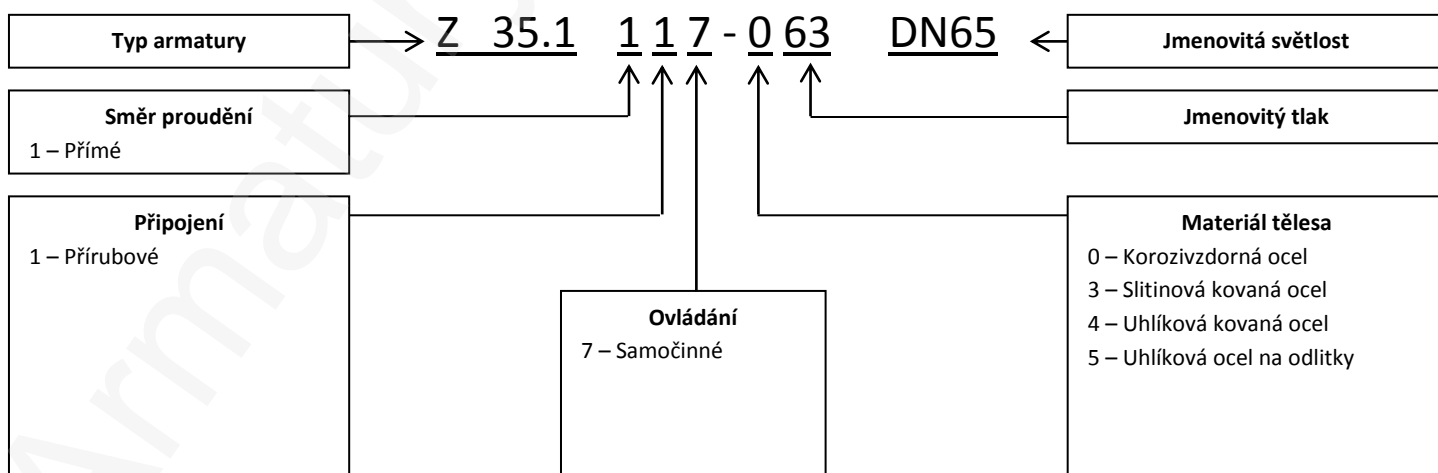 Typ armatury
Z 35.1 1 1 7 - 0 63 DN65
Jmenovitá světlost
Směr proudění
1 – Přímé
Jmenovitý tlak
Připojení
1 – Přírubové
Ovládání
7 – Samočinné
Materiál tělesa
0 – Korozivzdorná ocel
3 – Slitinová kovaná ocel
4 – Uhlíková kovaná ocel
5 – Uhlíková ocel na odlitky
Armatury